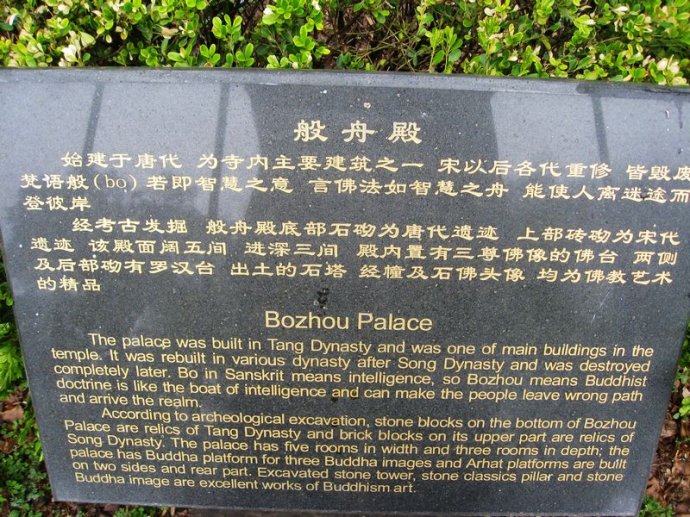 般舟殿
始建于唐代 为寺内主要建筑之一 宋以后各代重修 皆毁废
梵语般(bo)若即智慧之意 言佛法如智慧之舟 能使人离迷途而
登彼岸
经考古发掘 般舟殿底部石砌为唐代遗迹 上部砖砌为宋代
遗迹 该殿面阔五间 进深三间 殿内置有三尊佛像的佛台 两侧
及后部砌有罗汉台 出土的石塔 经幢及石佛头像 均为佛教艺术
的精品
Bozhou Palace
The palace was built in Tang Dynasty and was one of main buildings in the
temple. It was rebuilt in various dynasty after Song Dynasty and was destroyed
completely later. Bo in Sanskrit means intelligence, so Bozhou means Buddhist
doctrine is like the boat of intelligence and can make the people leave wrong path
and arrive the realm.
According to archeological excavation, stone blocks on the bottom of Bozhou
Palace are relics of Tang Dynasty and brick blocks on its upper part are relics of
Song Dynasty. The palace has five rooms in width and three rooms in depth; the
palace has Buddha platform for three Buddha images and Arhat platforms are built
on two sides and rear part. Excavated stone tower, stone classics pillar and stone
Buddha image are excellent works of Buddhism art.